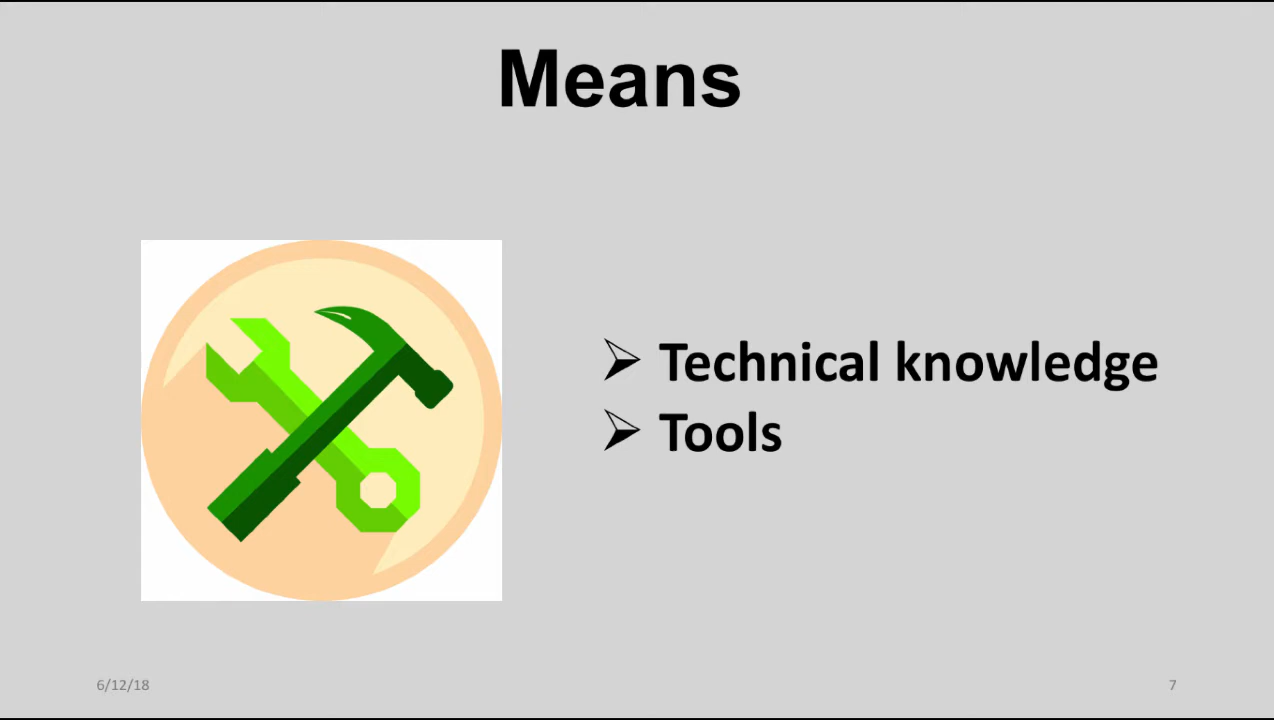 Means
➢ Technical knowledge
➢ Tools
6/12/18
7